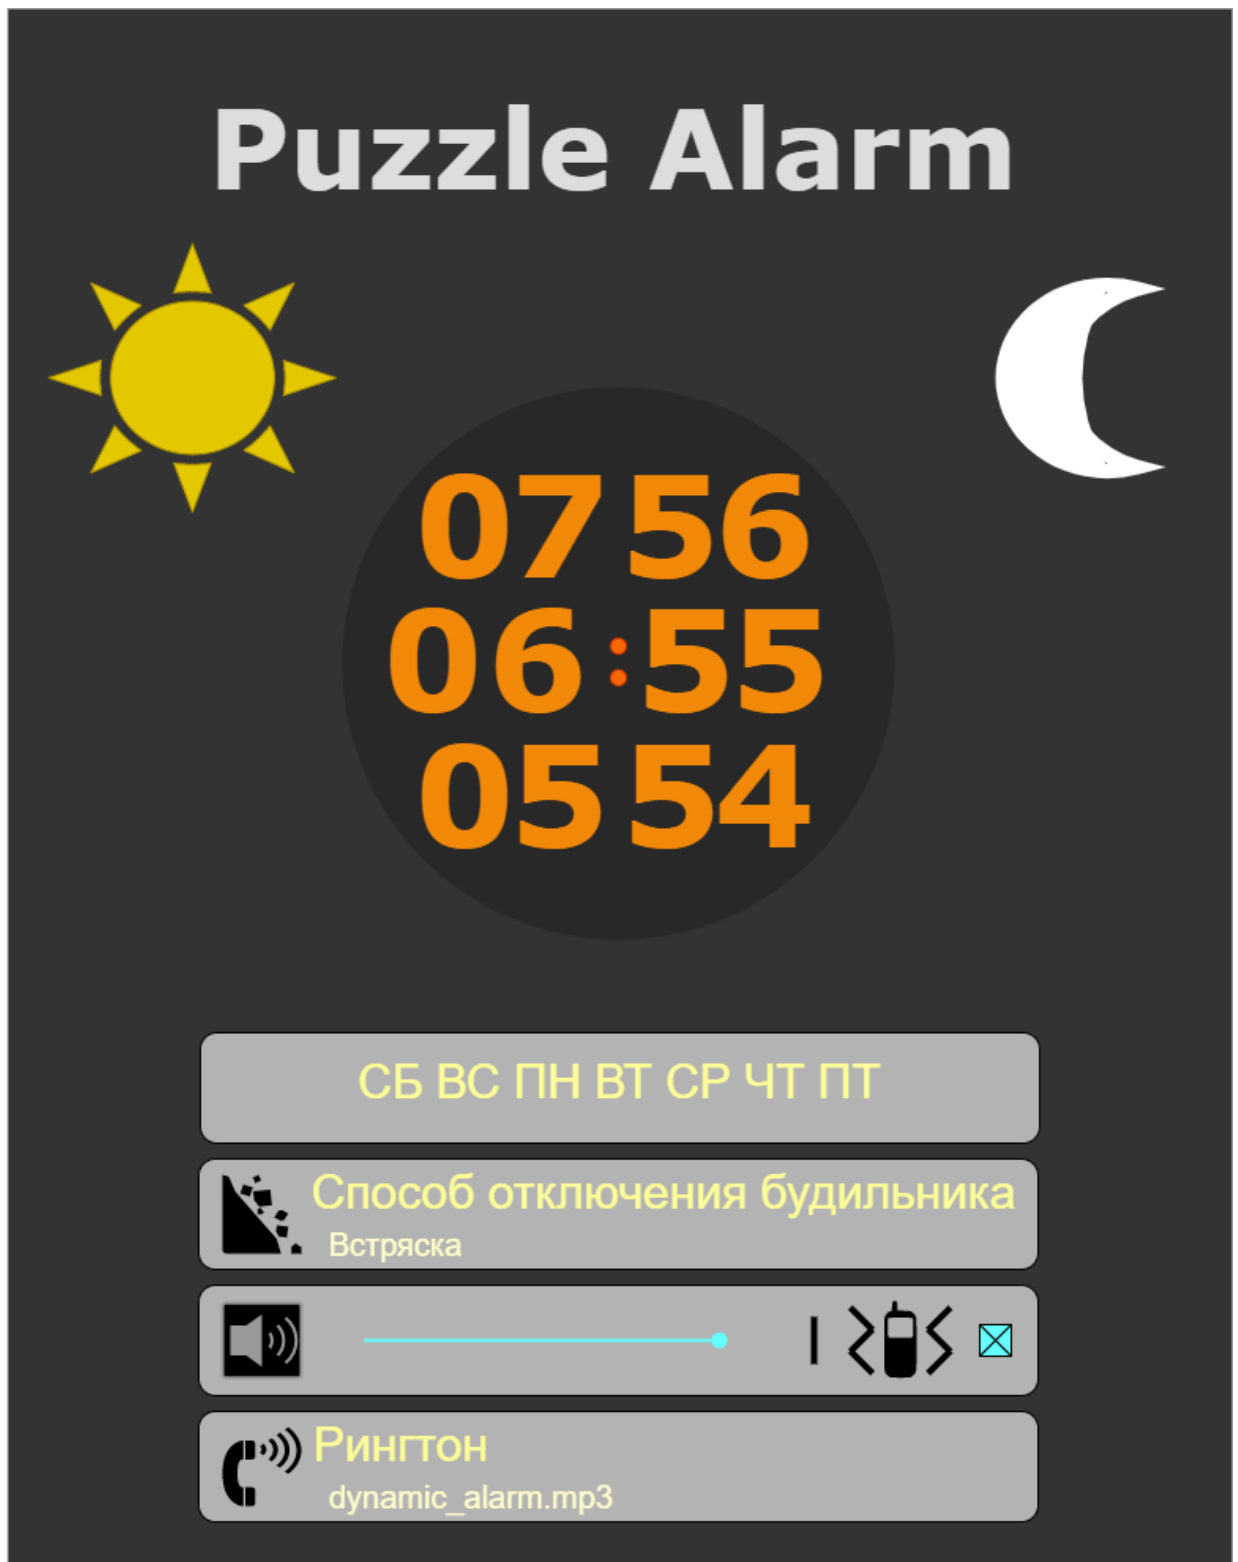 Puzzle Alarm
07 56
06 : 55
05 54
СБ ВС ПН ВТ СР ЧТ ПТ
Способ отключения будильника
Встряска
Рингтон
dynamic_alarm.mp3